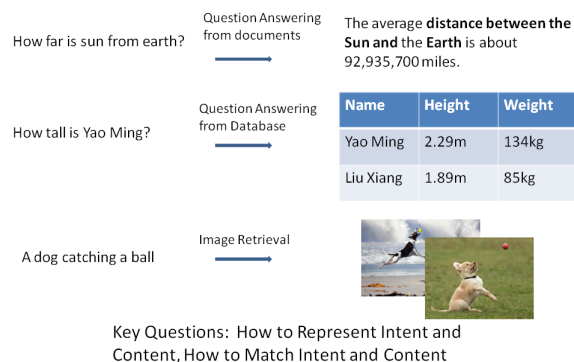 How far is sun from earth?
Question Answering
from documents
The average distance between the
Sun and the Earth is about
92,935,700 miles.
How tall is Yao Ming?
Question Answering
from Database
Name Height Weight
Yao Ming 2.29m 134kg
Liu Xiang 1.89m 85kg
A dog catching a ball
Image Retrieval
Key Questions: How to Represent Intent and
Content, How to Match Intent and Content